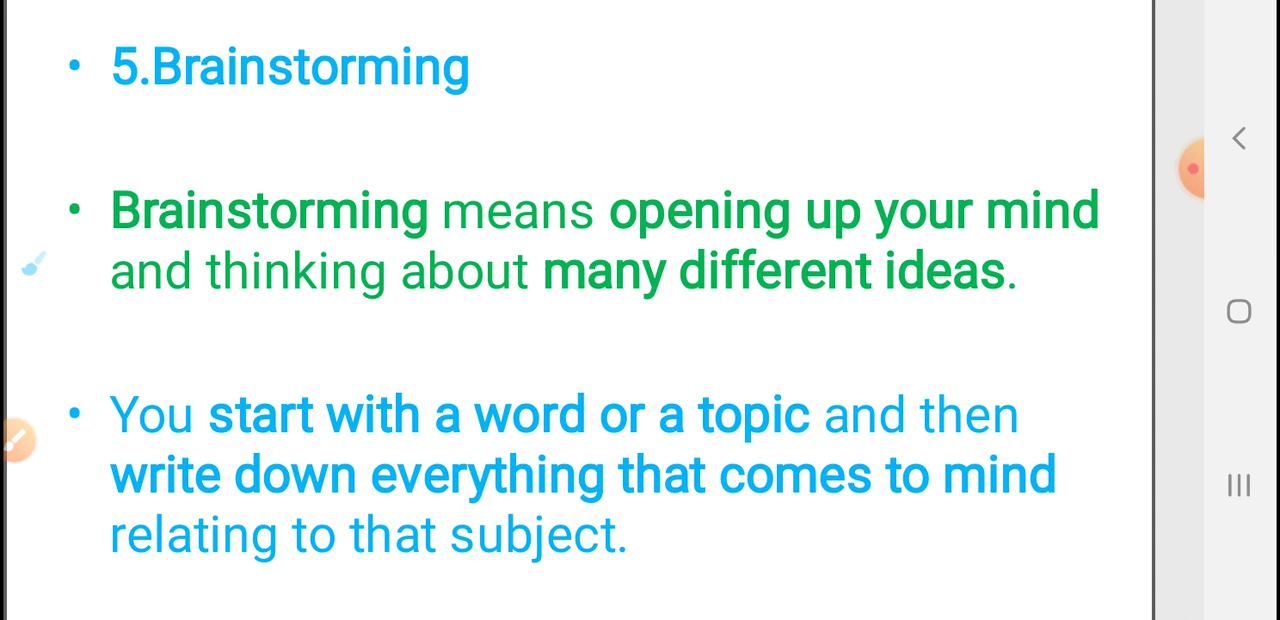 • 5.Brainstorming
• Brainstorming means opening up your mind
and thinking about many different ideas.
• You start with a word or a topic and then
write down everything that comes to mind
relating to that subject.